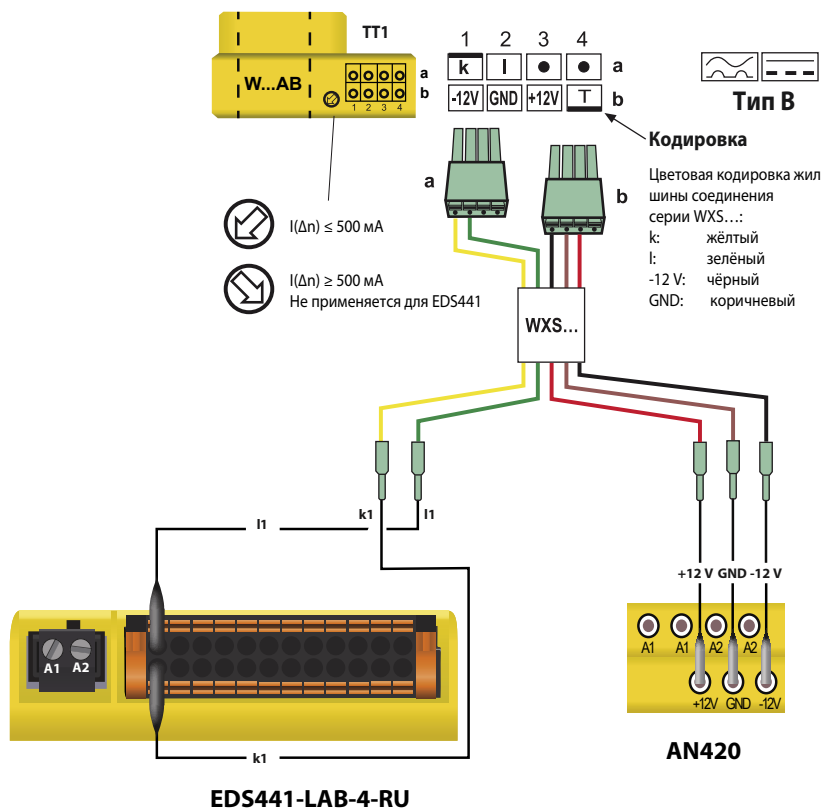 TT1
W...AB
a
b
1 2 3 4
1 2 3 4
k l a
-12V GND +12V T b
Тип B
Кодировка
a
b
Цветовая кодировка жил
шины соединения
серии WXS…:
k: жёлтый
l: зелёный
-12 V: чёрный
GND: коричневый
I(Δn) ≤ 500 мА
I(Δn) ≥ 500 мА
Не применяется для EDS441
WXS...
k1 l1
l1
+12 V GND -12 V
A1 A2
A1 A1 A2 A2
+12V GND -12V
k1
AN420
EDS441-LAB-4-RU